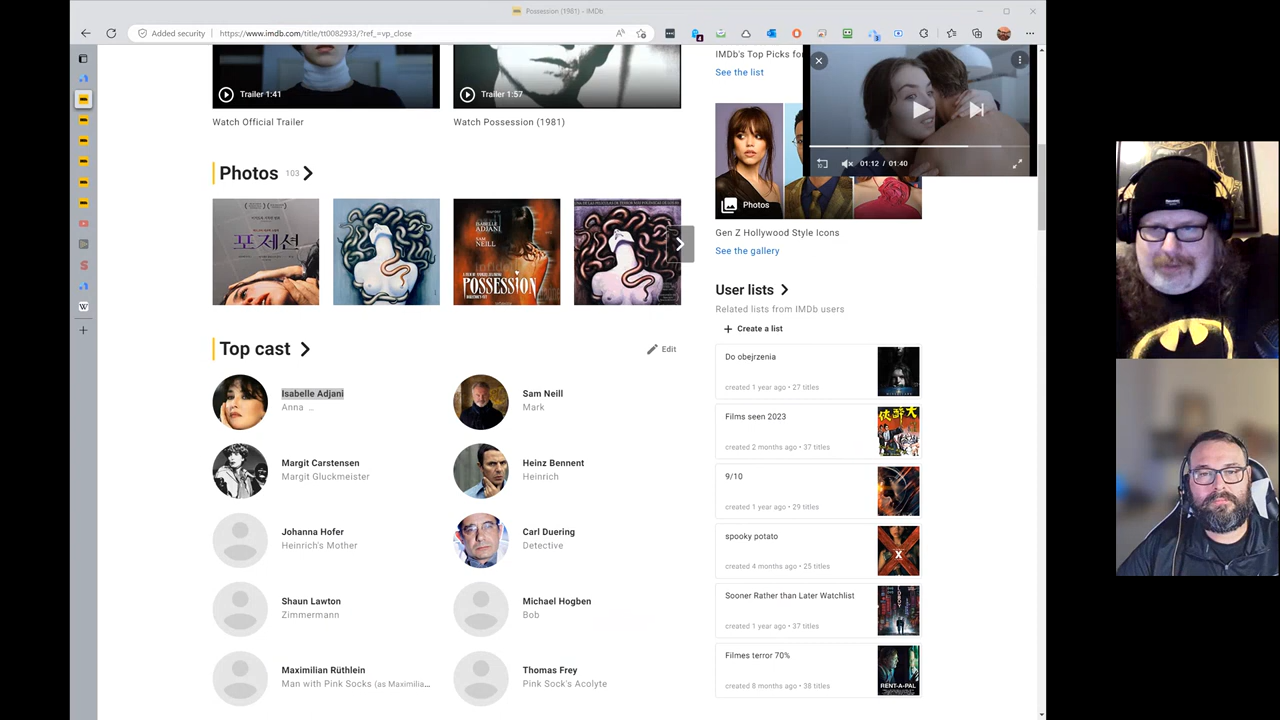 Possession (1981) - IMDb
Added security
https://www.imdb.com/title/tt0082933/?ref_=vp_close
Trailer 1:41
Trailer 1:57
Watch Official Trailer
Watch Possession (1981)
IMDb's Top Picks for
See the list
01:12 / 01:40
Photos
Gen Z Hollywood Style Icons
See the gallery
Photos 103
포제션
ISABELLE
ADJANI
SAM
NEILL
POSSESSION
Top cast
Edit
Isabelle Adjani
Anna ...
Sam Neill
Mark
Margit Carstensen
Margit Gluckmeister
Heinz Bennent
Heinrich
Johanna Hofer
Heinrich's Mother
Carl Duering
Detective
Shaun Lawton
Zimmermann
Michael Hogben
Bob
Maximilian Rüthlein
Man with Pink Socks (as Maximilia...
Thomas Frey
Pink Sock's Acolyte
User lists
Related lists from IMDb users
Create a list
Do obejrzenia
created 1 year ago • 27 titles
Films seen 2023
created 2 months ago • 37 titles
9/10
created 1 year ago • 29 titles
spooky potato
created 4 months ago • 25 titles
X
Sooner Rather than Later Watchlist
created 1 year ago • 37 titles
Filmes terror 70%
created 8 months ago • 38 titles
RENT-A-PAL